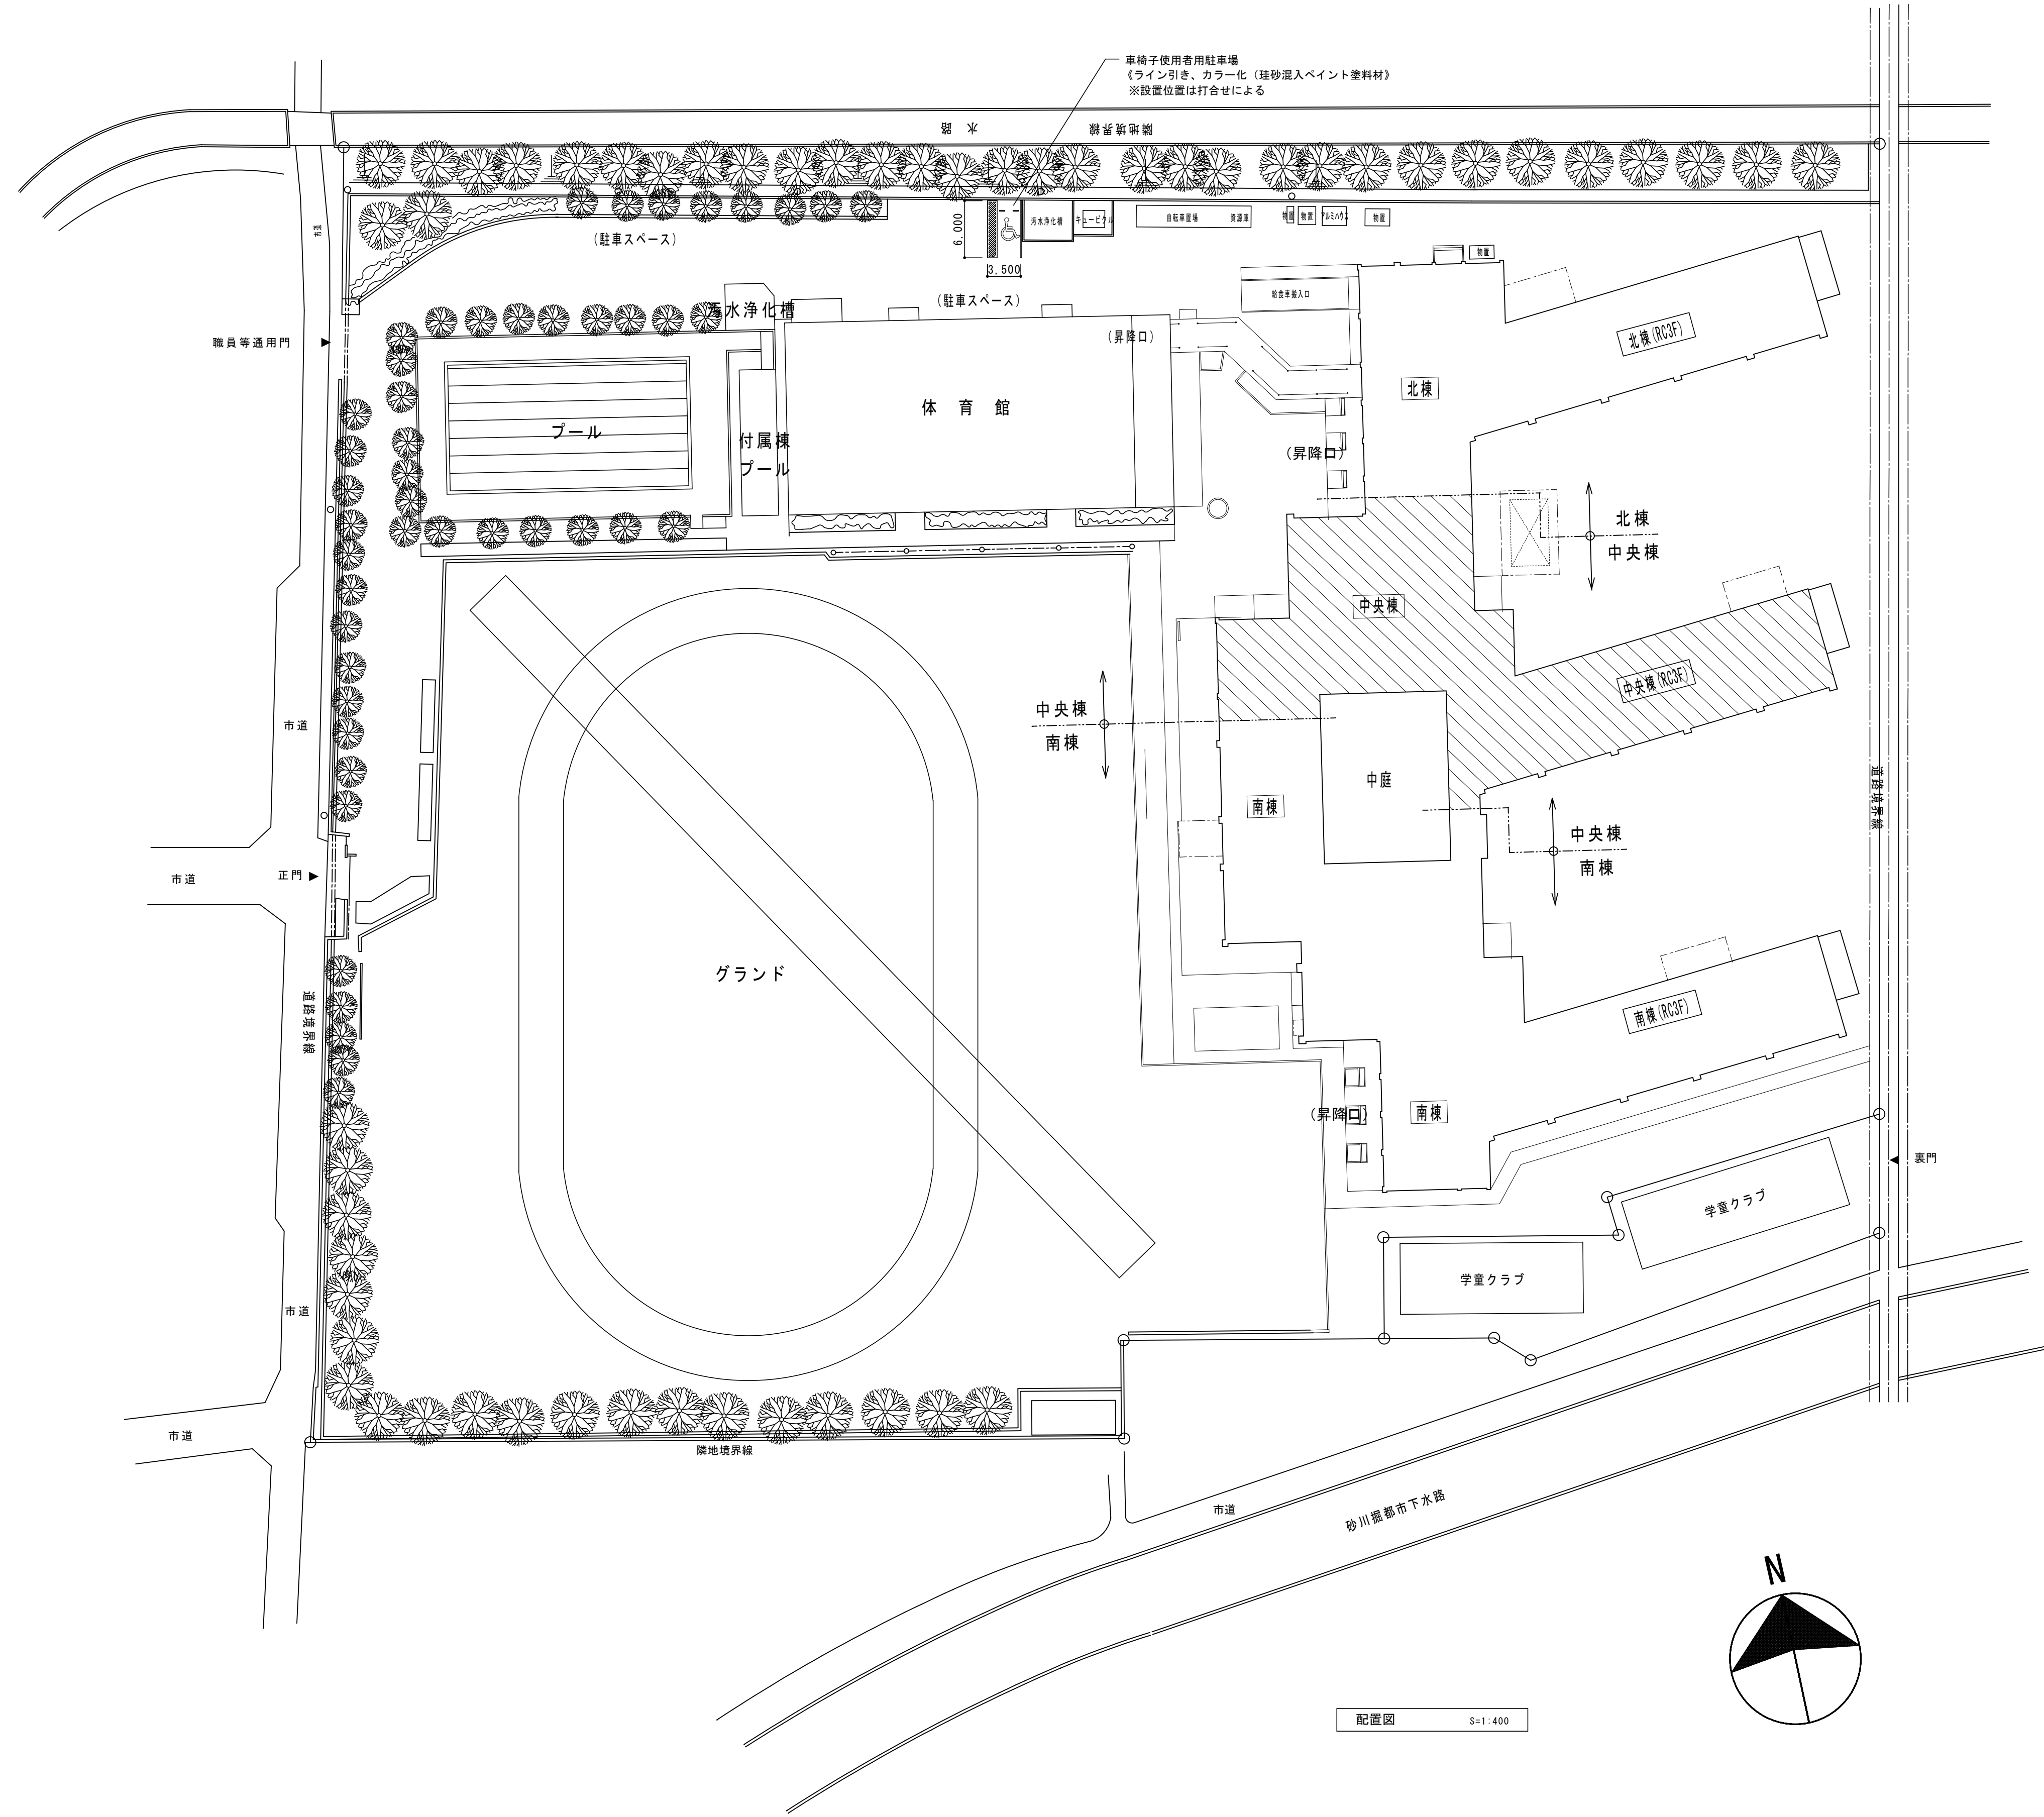 車椅子使用者用駐車場
《ライン引き、カラー化（珪砂混入ペイント塗料材》
※設置位置は打合せによる
水路
隣地境界線
市道
(駐車スペース)
6,000
3,500
汚水浄化槽
キュービクル
自転車置場
資源庫
物置
物置
アルミハウス
物置
物置
(駐車スペース)
汚水浄化槽
給食車搬入口
職員等通用門
(昇降口)
北棟(RC3F)
北棟
体育館
プール
付属棟
プール
(昇降口)
北棟
中央棟
中央棟
中央棟(RC3F)
中央棟
南棟
市道
中庭
南棟
道路境界線
中央棟
南棟
市道
正門
グランド
道路境界線
南棟(RC3F)
(昇降口)
南棟
裏門
学童クラブ
学童クラブ
市道
市道
隣地境界線
市道
砂川掘都市下水路
N
配置図 S=1:400